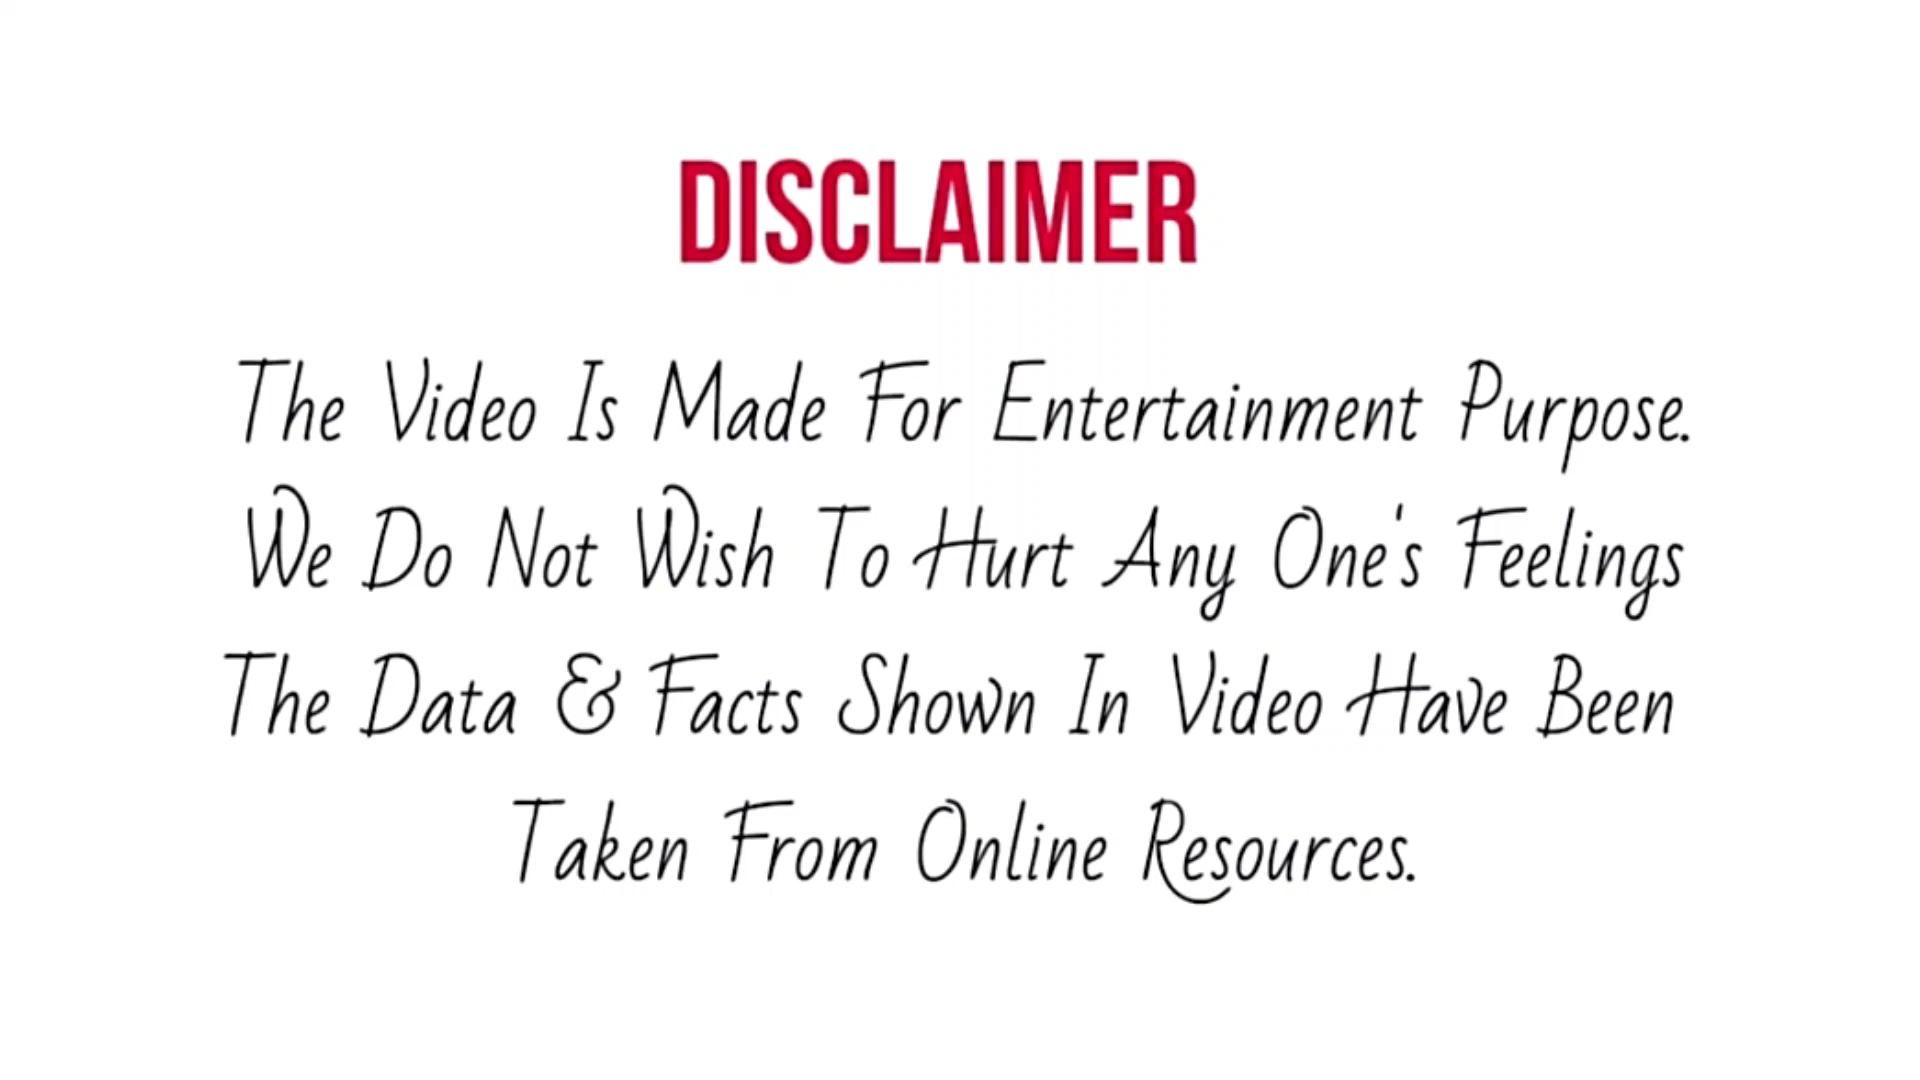 DISCLAIMER
The Video Is Made For Entertainment Purpose.
We Do Not Wish To Hurt Any One's Feelings
The Data & Facts Shown In Video Have Been
Taken From Online Resources.